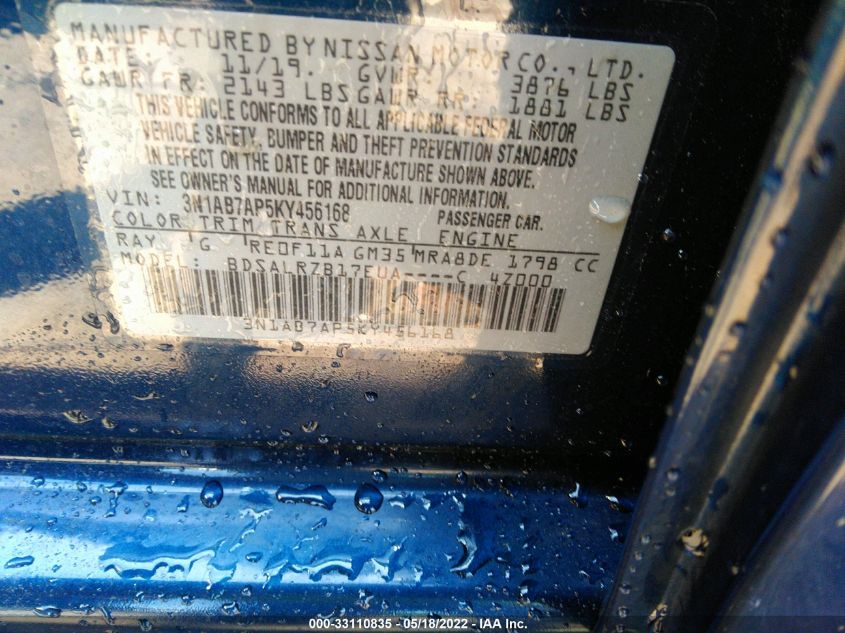 MANUFACTURED BY NISSAN MOTOR CO., LTD.
DATE: 11/19. GVWR: 3876 LBS
GAWR FR: 2143 LBS GAWR RR: 1881 LBS
THIS VEHICLE CONFORMS TO ALL APPLICABLE FEDERAL MOTOR
VEHICLE SAFETY, BUMPER AND THEFT PREVENTION STANDARDS
IN EFFECT ON THE DATE OF MANUFACTURE SHOWN ABOVE.
SEE OWNER'S MANUAL FOR ADDITIONAL INFORMATION.
VIN: 3N1AB7AP5KY456168 PASSENGER CAR.
COLOR TRIM TRANS AXLE ENGINE
RAY G RE0F11A GM35 MRA8DE 1798 CC
MODEL: BDSALRZB17EUA----C 4Z000
3N1AB7AP5KY456168
000-33110835 - 05/18/2022 - IAA Inc.